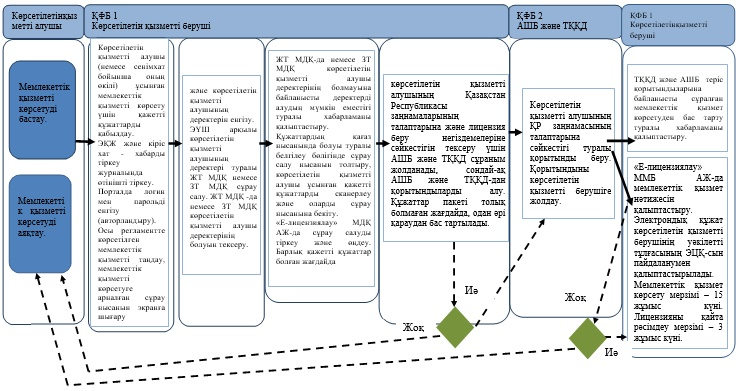 Көрсетілетінқыз
метті алушы
ҚФБ 1
Көрсетілетін қызметті беруші
ҚФБ 2
АШБ және ТҚҚД
ҚФБ 1
Көрсетілетінқызметті
беруші
Мемлекеттік
қызметті
көрсетуді
бастау.
Мемлекетті
к қызметті
көрсетуді
аяқтау.
Көрсетілетін
қызметті алушы
(немесе сенімхат
бойынша оның
өкілі) ұсынған
мемлекеттік
қызметті көрсету
үшін қажетті
құжаттарды
қабылдау.
ЭҚЖ және кіріс
хат - хабарды
тіркеу
журналында
өтінішті тіркеу.
Порталда логин
мен парольді
енгізу
(авторландыру).
Осы регламентте
көрсетілген
мемлекеттік
қызметті таңдау,
мемлекеттік
қызметті
көрсетуге
арналған сұрау
нысанын экранға
шығару
және көрсетілетін
қызметті
алушының
деректерін енгізу.
ЭУШ арқылы
көрсетілетін
қызметті
алушының
деректері туралы
ЖТ МДҚ немесе
ЗТ МДҚ сұрау
салу. ЖТ МДҚ -да
немесе ЗТ МДҚ
көрсетілетін
қызметті алушы
деректерінің
болуын тексеру.
ЖТ МДҚ-да немесе ЗТ
МДҚ көрсетілетін
қызметті алушы
деректерінің болмауына
байланысты деректерді
алудың мүмкін еместігі
туралы хабарламаны
қалыптастыру.
Құжаттардың қағаз
нысанында болуы туралы
белгілеу бөлігінде сұрау
салу нысанын толтыру,
көрсетілетін қызметті
алушы ұсынған қажетті
құжаттарды сканерлеу
және оларды сұрау
нысанына бекіту.
«Е-лицензиялау» МДҚ
АЖ-да сұрау салуды
тіркеу және өңдеу.
Барлық қажетті құжаттар
болған жағдайда
көрсетілетін қызметті
алушының Қазақстан
Республикасы
заңнамаларының
талаптарына және лицензия
беру негіздемелеріне
сәйкестігін тексеру үшін
АШБ және ТҚҚД сұраным
жолданады, сондай-ақ
АШБ және ТҚҚД-дан
қорытындыларды алу.
Құжаттар пакеті толық
болмаған жағдайда, одан әрі
қараудан бас тартылады.
Көрсетілетін
қызметті алушының
ҚР заңнамасының
талаптарына
сәйкестігі туралы
қорытынды беру.
Қорытындыны
көрсетілетін
қызметті берушіге
жолдау.
ТҚҚД және АШБ теріс
қорытындыларына
байланысты сұралған
мемлекеттік қызмет
көрсетуден бас тарту
туралы хабарламаны
қалыптастыру.
«Е-лицензиялау»
ММБ АЖ-да
мемлекеттік қызмет
нәтижесін
қалыптастыру.
Электрондық құжат
көрсетілетін қызметті
берушінің уәкілетті
тұлғасының ЭЦҚ-сын
пайдаланумен
қалыптастырылады.
Мемлекеттік қызмет
көрсету мерзімі – 15
жұмыс күні.
Лицензияны қайта
рәсімдеу мерзімі – 3
жұмыс күні.
Иә
Жоқ
Жоқ
Иә